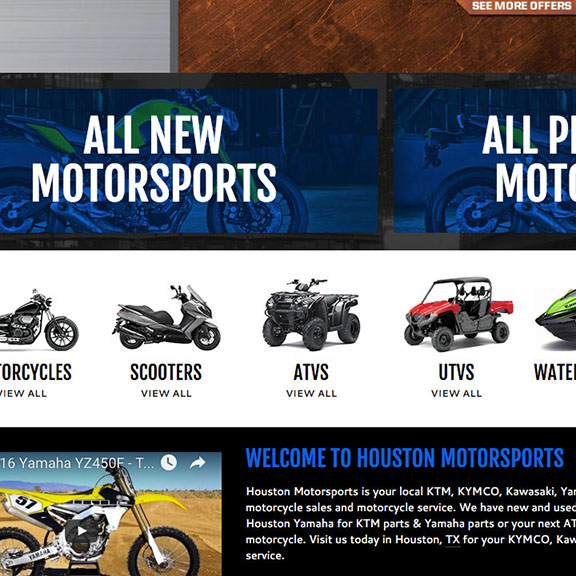 SEE MORE OFFERS
ALL NEW
MOTORSPORTS
ALL P
MOTO
TORCYCLES
VIEW ALL
SCOOTERS
VIEW ALL
ATVS
VIEW ALL
UTVS
VIEW ALL
WATE
16 Yamaha YZ450F - T...
51
YAMAHA
WELCOME TO HOUSTON MOTORSPORTS
Houston Motorsports is your local KTM, KYMCO, Kawasaki, Yam
motorcycle sales and motorcycle service. We have new and used
Houston Yamaha for KTM parts & Yamaha parts or your next AT
motorcycle. Visit us today in Houston, TX for your KYMCO, Kaw
service.